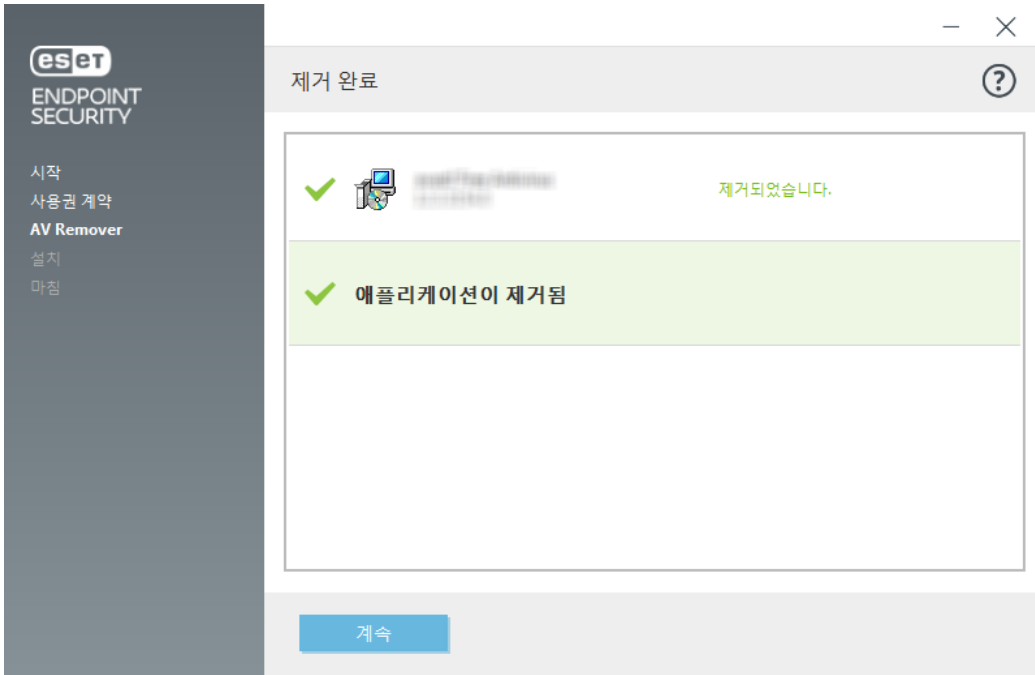 eseT
ENDPOINT
SECURITY
시작
사용권 계약
AV Remover
설치
마침
제거 완료
?
제거되었습니다.
애플리케이션이 제거됨
계속